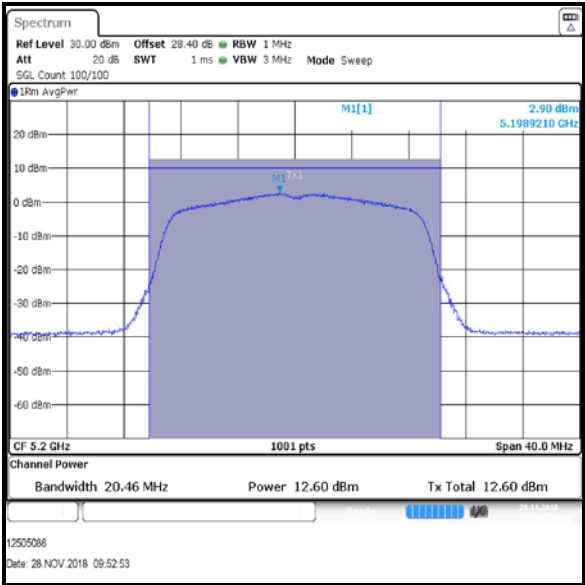 Spectrum
Ref Level 30.00 dBm Offset 28.40 dB RBW 1 MHz
Att 20 dB SWT 1 ms VBW 3 MHz Mode Sweep
SGL Count 100/100
1Rm AvgPwr
M1[1] 2.90 dBm
5.1989210 GHz
20 dBm
10 dBm
M1 TX1
0 dBm
-10 dBm
-20 dBm
-30 dBm
-40 dBm
-50 dBm
-60 dBm
CF 5.2 GHz 1001 pts Span 40.0 MHz
Channel Power
Bandwidth 20.46 MHz Power 12.60 dBm Tx Total 12.60 dBm
Ready
12505086
Date: 28.NOV.2018 09:52:53